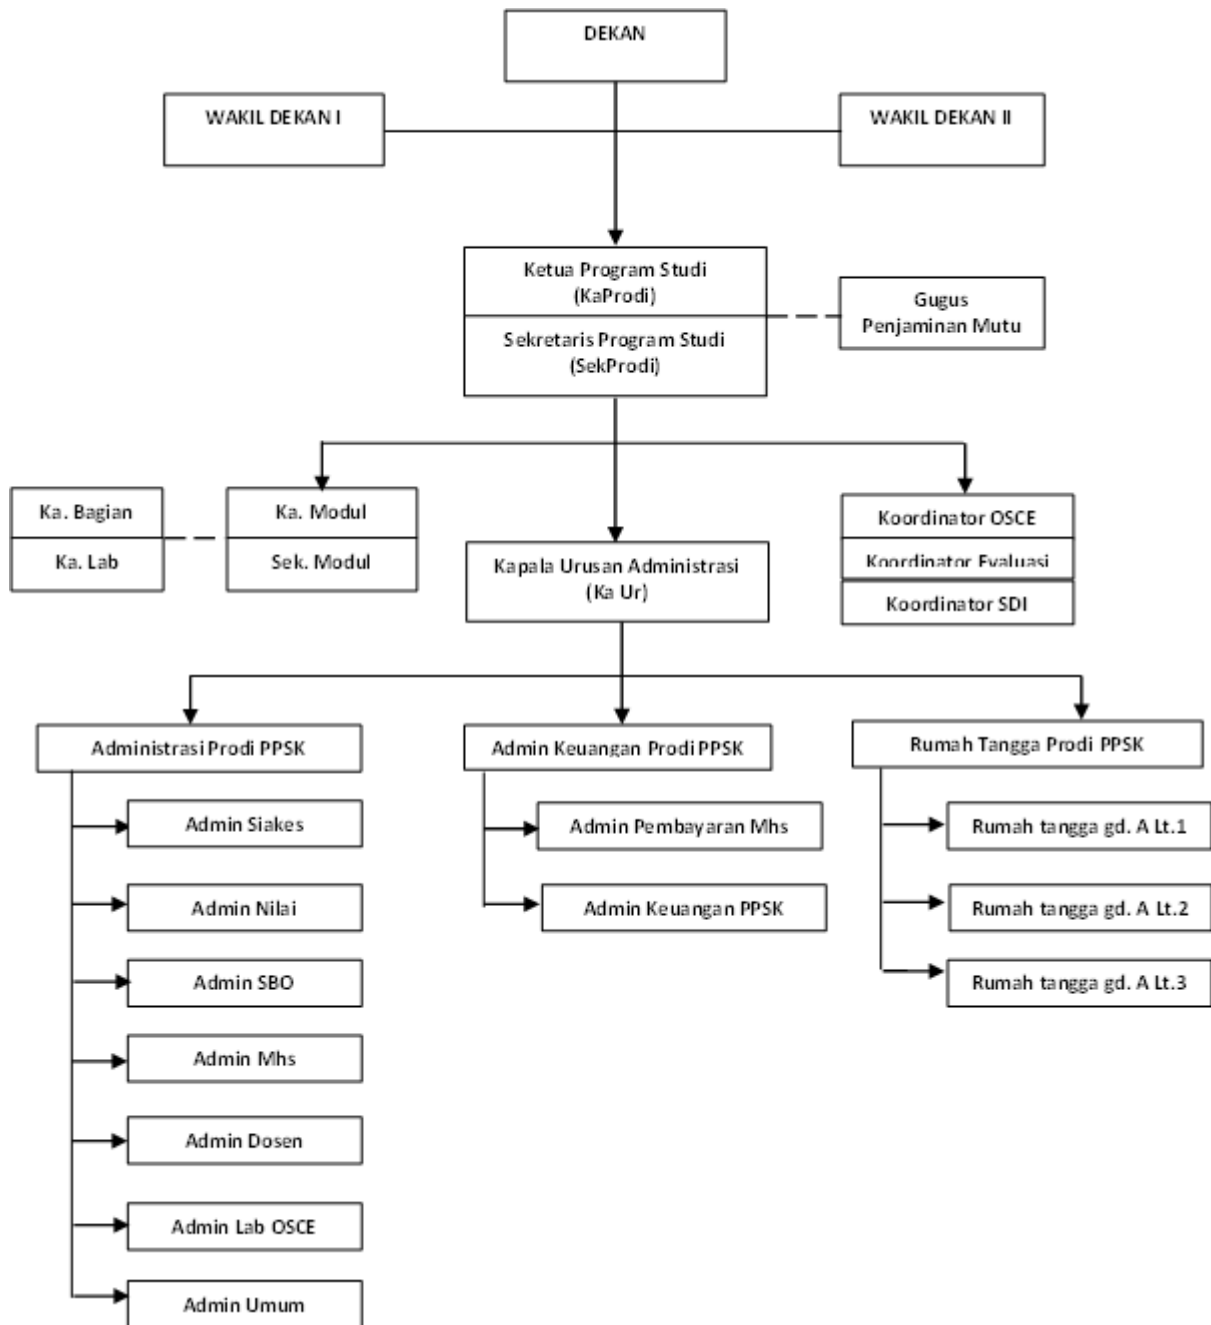 DEKAN
WAKIL DEKAN I
WAKIL DEKAN II
Ketua Program Studi
(KaProdi)
Sekretaris Program Studi
(SekProdi)
Gugus
Penjaminan Mutu
Ka. Bagian
Ka. Lab
Ka. Modul
Sek. Modul
Koordinator OSCE
Koordinator Evaluasi
Koordinator SDI
Kapala Urusan Administrasi
(Ka Ur)
Administrasi Prodi PPSK
Admin Keuangan Prodi PPSK
Rumah Tangga Prodi PPSK
Admin Siakes
Admin Nilai
Admin SBO
Admin Mhs
Admin Dosen
Admin Lab OSCE
Admin Umum
Admin Pembayaran Mhs
Admin Keuangan PPSK
Rumah tangga gd. A Lt.1
Rumah tangga gd. A Lt.2
Rumah tangga gd. A Lt.3